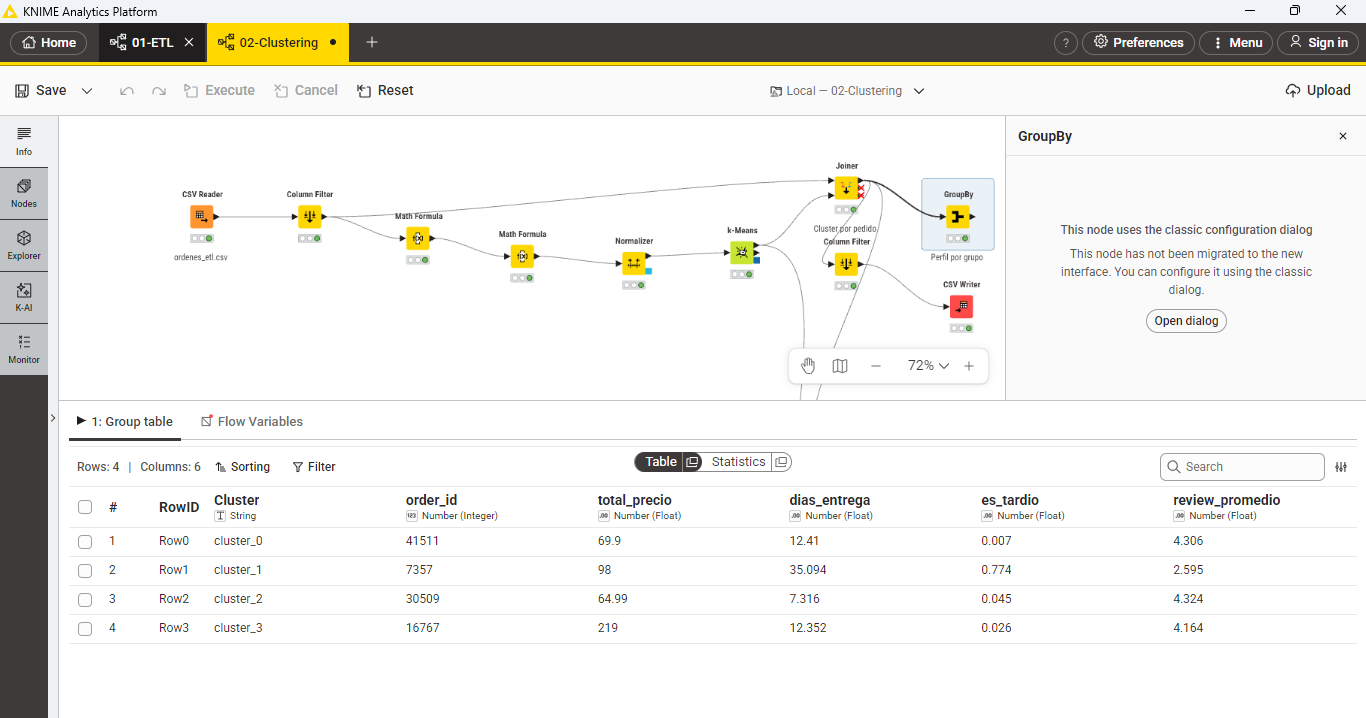 KNIME Analytics Platform
Home
01-ETL
02-Clustering
?
Preferences
Menu
Sign in
Save
Execute
Cancel
Reset
Local — 02-Clustering
Upload
Info
Nodes
Explorer
K-AI
Monitor
CSV Reader
ordenes_etl.csv
Column Filter
Math Formula
Math Formula
Normalizer
k-Means
Joiner
Cluster por pedido
Column Filter
GroupBy
Perfil por grupo
CSV Writer
72%
GroupBy
This node uses the classic configuration dialog
This node has not been migrated to the new
interface. You can configure it using the classic
dialog.
Open dialog
1: Group table
Flow Variables
Rows: 4 | Columns: 6
Sorting
Filter
Table
Statistics
Search
# RowID Cluster order_id total_precio dias_entrega es_tardio review_promedio
String Number (Integer) Number (Float) Number (Float) Number (Float) Number (Float)
1 Row0 cluster_0 41511 69.9 12.41 0.007 4.306
2 Row1 cluster_1 7357 98 35.094 0.774 2.595
3 Row2 cluster_2 30509 64.99 7.316 0.045 4.324
4 Row3 cluster_3 16767 219 12.352 0.026 4.164